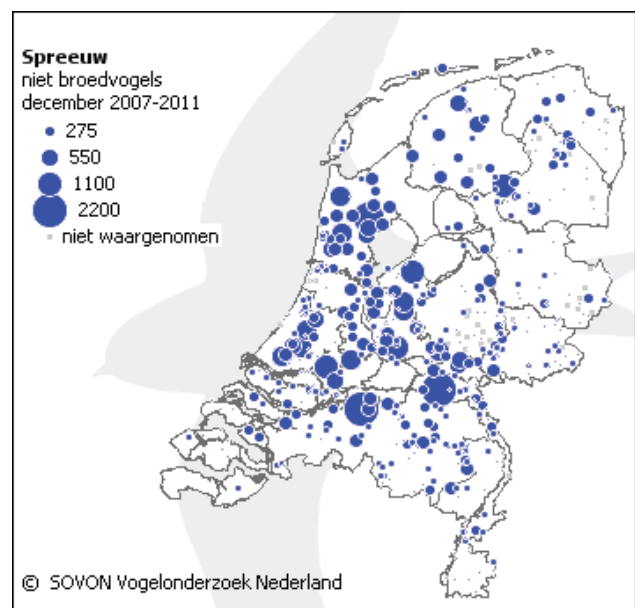 Spreeuw
niet broedvogels
december 2007-2011
275
550
1100
2200
niet waargenomen
© SOVON Vogelonderzoek Nederland